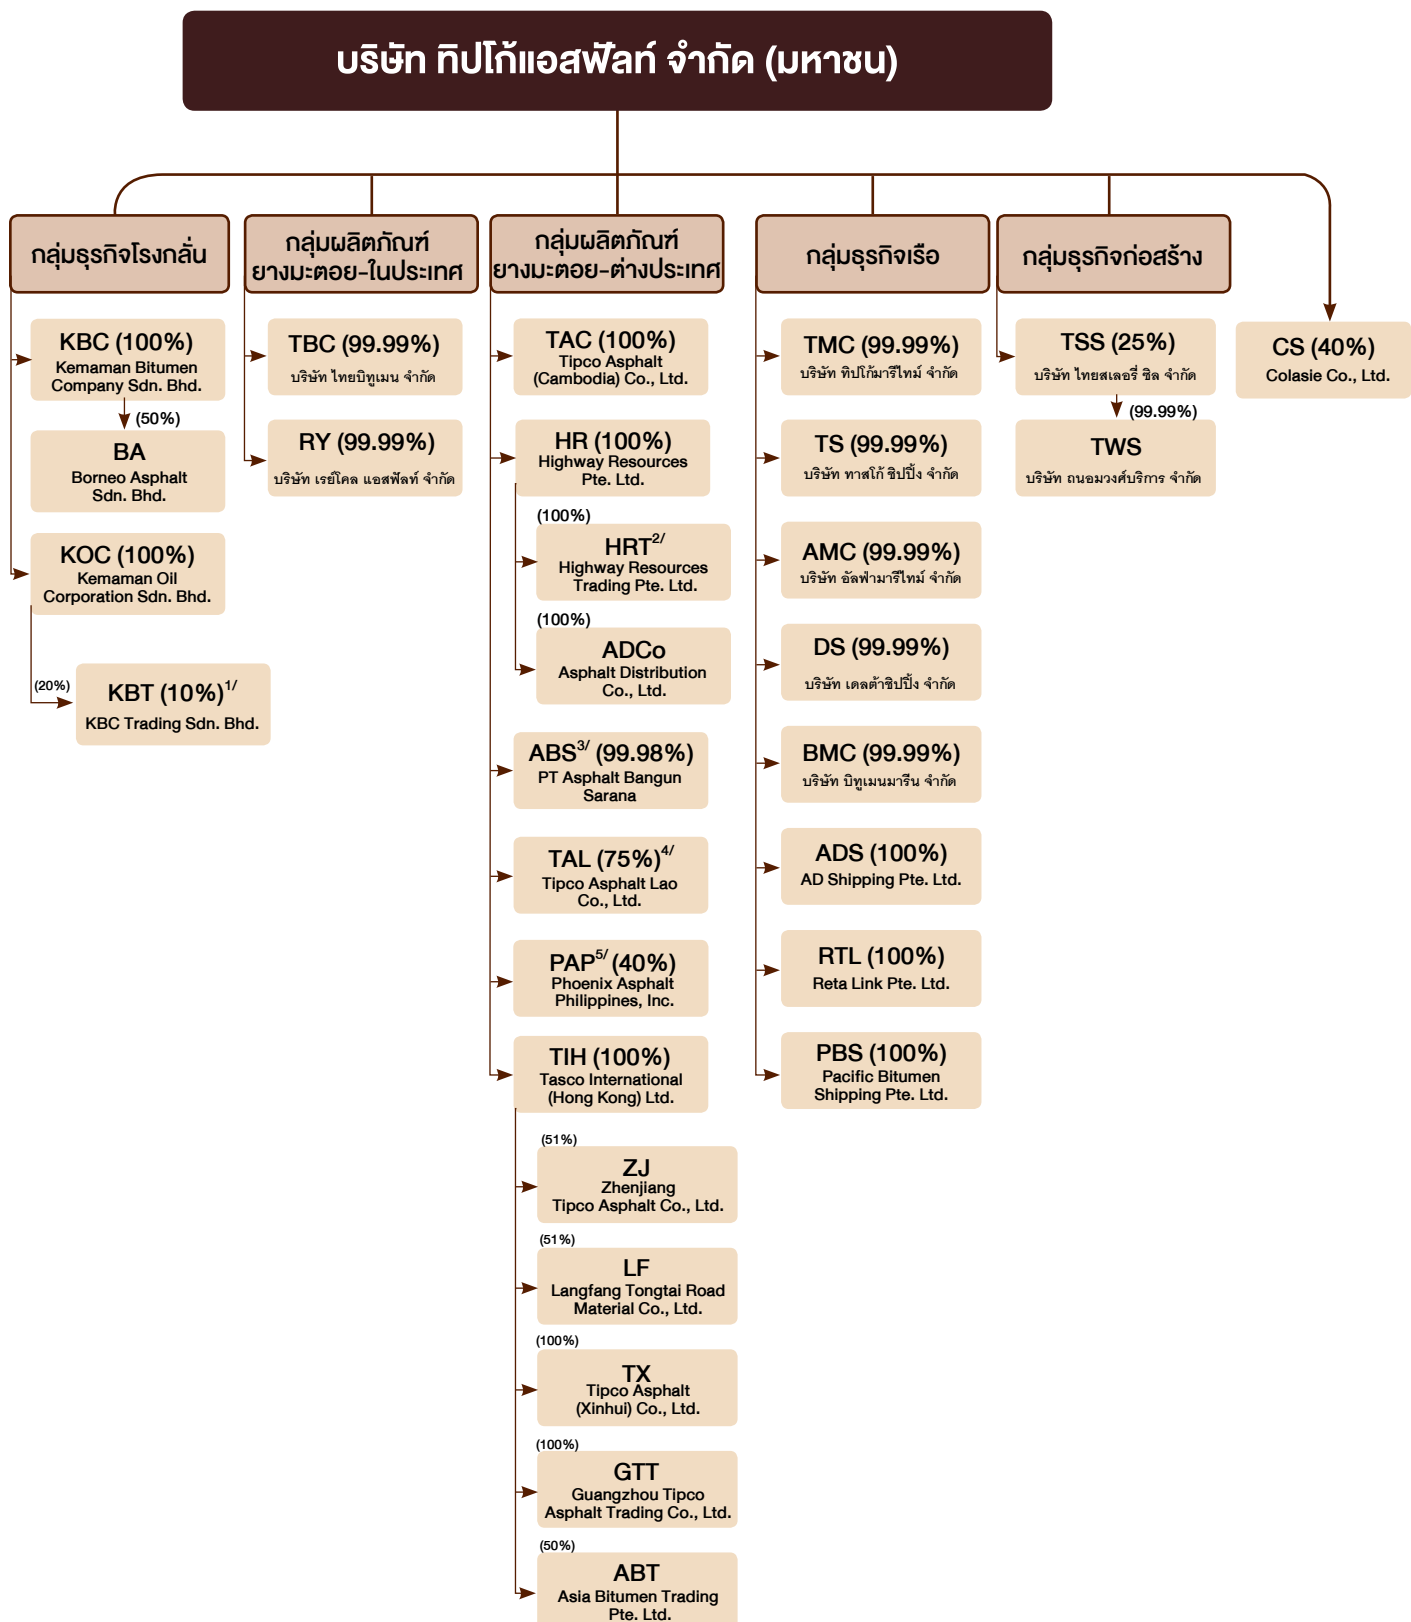 บริษัท ทิปโก้แอสฟัลท์ จำกัด (มหาชน)
กลุ่มธุรกิจโรงกลั่น
KBC (100%)
Kemaman Bitumen
Company Sdn. Bhd.
(50%)
BA
Borneo Asphalt
Sdn. Bhd.
KOC (100%)
Kemaman Oil
Corporation Sdn. Bhd.
(20%)
KBT (10%)1/
KBC Trading Sdn. Bhd.
กลุ่มผลิตภัณฑ์
ยางมะตอย-ในประเทศ
TBC (99.99%)
บริษัท ไทยบิทูเมน จำกัด
RY (99.99%)
บริษัท เรย์โคล แอสฟัลท์ จำกัด
กลุ่มผลิตภัณฑ์
ยางมะตอย-ต่างประเทศ
TAC (100%)
Tipco Asphalt
(Cambodia) Co., Ltd.
HR (100%)
Highway Resources
Pte. Ltd.
(100%)
HRT2/
Highway Resources
Trading Pte. Ltd.
(100%)
ADCo
Asphalt Distribution
Co., Ltd.
ABS3/ (99.98%)
PT Asphalt Bangun
Sarana
TAL (75%)4/
Tipco Asphalt Lao
Co., Ltd.
PAP5/ (40%)
Phoenix Asphalt
Philippines, Inc.
TIH (100%)
Tasco International
(Hong Kong) Ltd.
(51%)
ZJ
Zhenjiang
Tipco Asphalt Co., Ltd.
(51%)
LF
Langfang Tongtai Road
Material Co., Ltd.
(100%)
TX
Tipco Asphalt
(Xinhui) Co., Ltd.
(100%)
GTT
Guangzhou Tipco
Asphalt Trading Co., Ltd.
(50%)
ABT
Asia Bitumen Trading
Pte. Ltd.
กลุ่มธุรกิจเรือ
TMC (99.99%)
บริษัท ทิปโก้มารีไทม์ จำกัด
TS (99.99%)
บริษัท ทาสโก้ ชิปปิ้ง จำกัด
AMC (99.99%)
บริษัท อัลฟ่ามารีไทม์ จำกัด
DS (99.99%)
บริษัท เดลต้าชิปปิ้ง จำกัด
BMC (99.99%)
บริษัท บิทูเมนมารีน จำกัด
ADS (100%)
AD Shipping Pte. Ltd.
RTL (100%)
Reta Link Pte. Ltd.
PBS (100%)
Pacific Bitumen
Shipping Pte. Ltd.
กลุ่มธุรกิจก่อสร้าง
TSS (25%)
บริษัท ไทยสเลอรี่ ซิล จำกัด
(99.99%)
TWS
บริษัท ถนอมวงศ์บริการ จำกัด
CS (40%)
Colasie Co., Ltd.